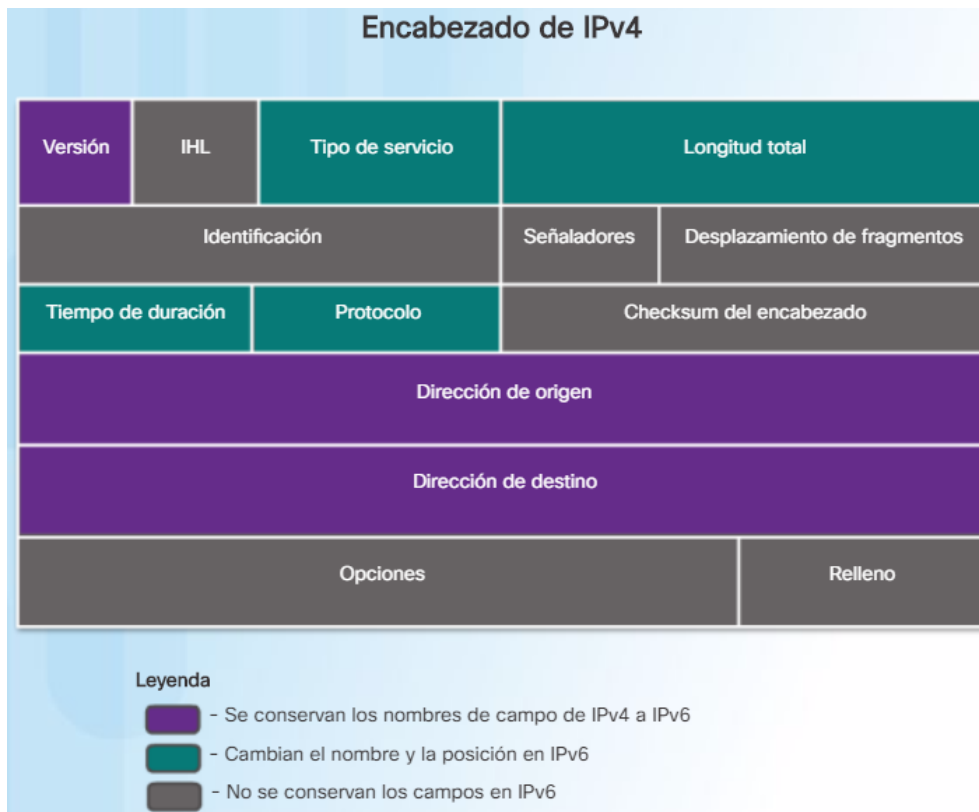 Encabezado de IPv4
Versión
IHL
Tipo de servicio
Longitud total
Identificación
Señaladores
Desplazamiento de fragmentos
Tiempo de duración
Protocolo
Checksum del encabezado
Dirección de origen
Dirección de destino
Opciones
Relleno
Leyenda
- Se conservan los nombres de campo de IPv4 a IPv6
- Cambian el nombre y la posición en IPv6
- No se conservan los campos en IPv6